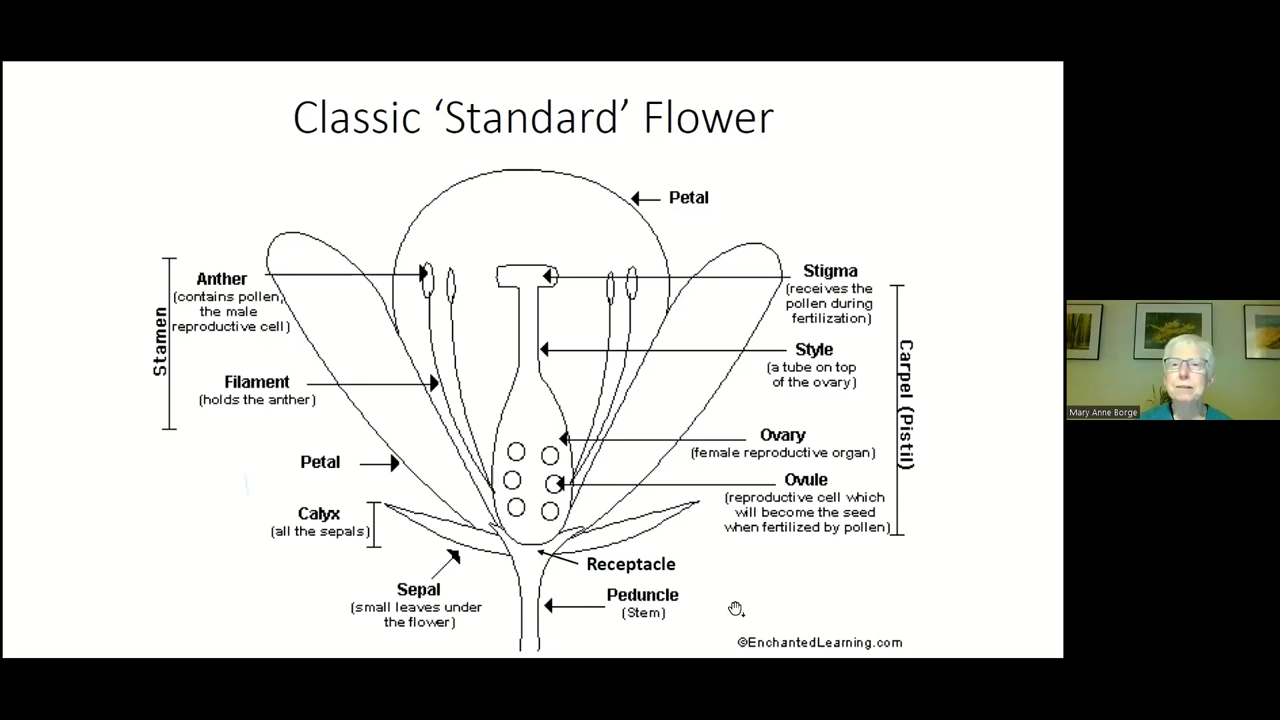 Classic ‘Standard’ Flower
Petal
Anther
(contains pollen,
the male
reproductive cell)
Stamen
Filament
(holds the anther)
Petal
Calyx
(all the sepals)
Sepal
(small leaves under
the flower)
Stigma
(receives the
pollen during
fertilization)
Style
(a tube on top
of the ovary)
Carpel (Pistil)
Ovary
(female reproductive organ)
Ovule
(reproductive cell which
will become the seed
when fertilized by pollen)
Receptacle
Peduncle
(Stem)
©EnchantedLearning.com
Mary Anne Borge